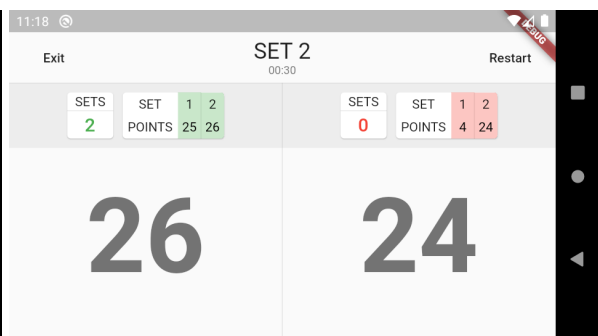 11:18
DEBUG
Exit
SET 2
Restart
00:30
SETS
2
SET 1 2
POINTS 25 26
SETS
0
SET 1 2
POINTS 4 24
26
24